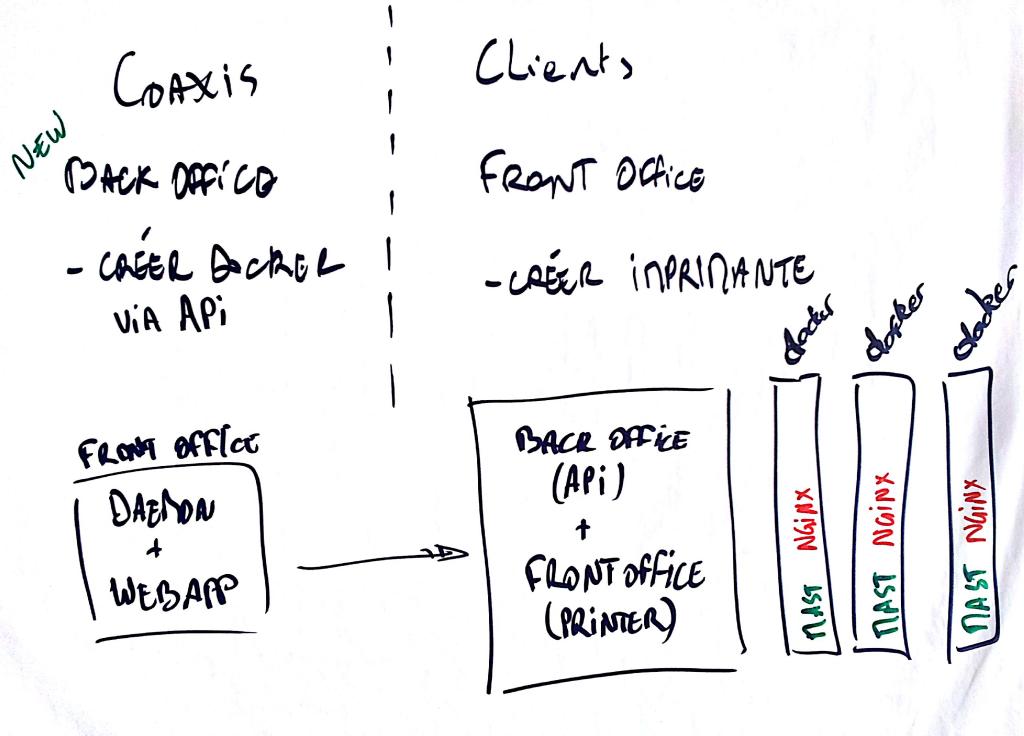 COAXIS
CLients
NEW
BACK OFFICE
FRONT OFFICE
- CRÉER DOCKER
VIA API
- CRÉER IMPRIMANTE
docker
docker
docker
FRONT OFFICE
DAEMON
+
WEBAPP
BACK OFFICE
(API)
+
FRONT OFFICE
(PRINTER)
MAST NGINX
MAST NGINX
MAST NGINX